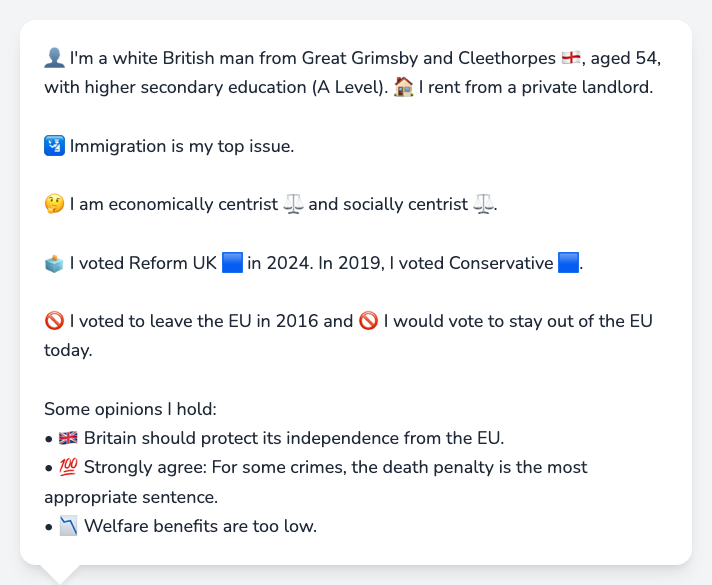 👤 I'm a white British man from Great Grimsby and Cleethorpes 🏴󠁧󠁢󠁥󠁮󠁧󠁿, aged 54,
with higher secondary education (A Level). 🏠 I rent from a private landlord.
🛂 Immigration is my top issue.
🤔 I am economically centrist ⚖️ and socially centrist ⚖️.
🗳️ I voted Reform UK 🟦 in 2024. In 2019, I voted Conservative 🟦.
🚫 I voted to leave the EU in 2016 and 🚫 I would vote to stay out of the EU
today.
Some opinions I hold:
• 🇬🇧 Britain should protect its independence from the EU.
• 💯 Strongly agree: For some crimes, the death penalty is the most
appropriate sentence.
• 📉 Welfare benefits are too low.